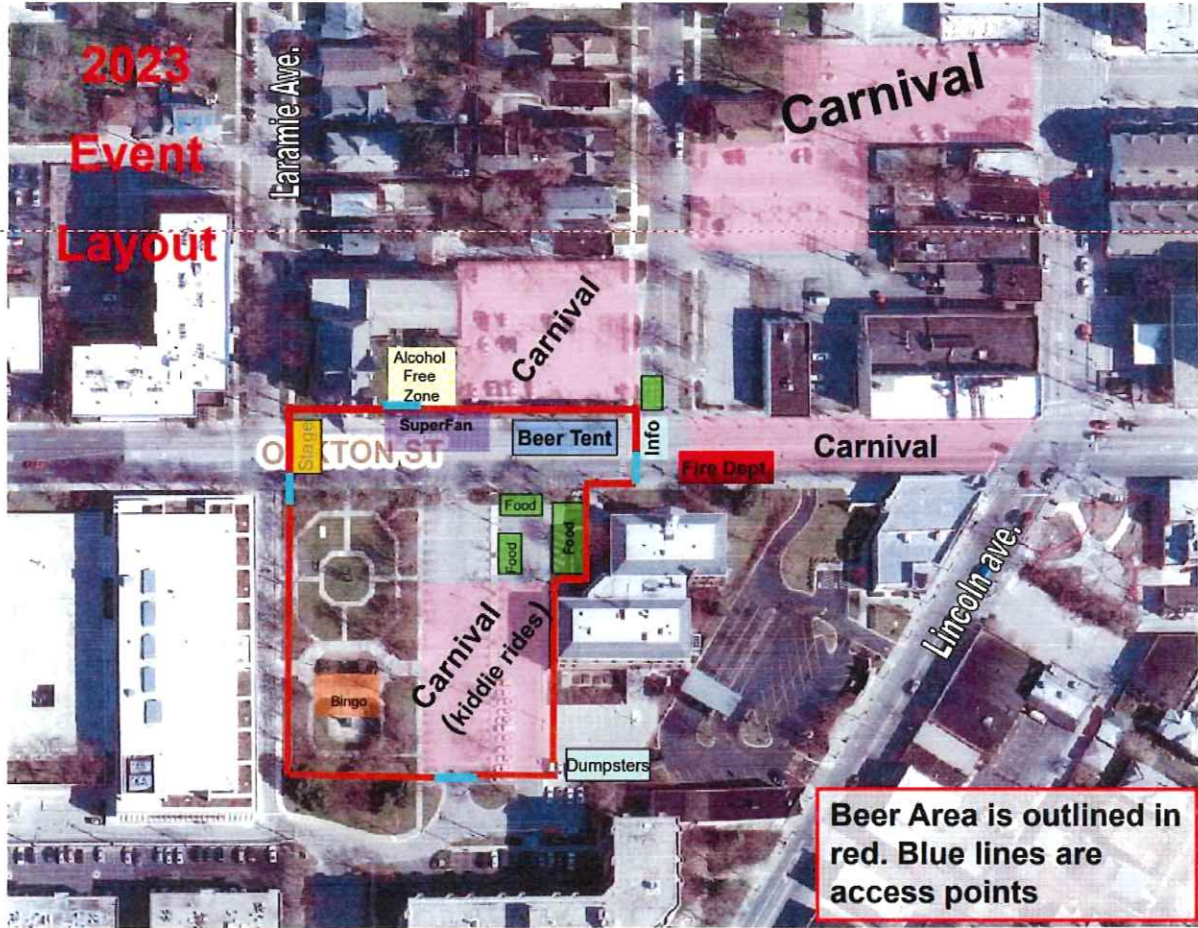 2023
Event
Layout
Laramie Ave.
Carnival
Carnival
Alcohol
Free
Zone
SuperFan
Stage
Beer Tent
Info
Carnival
OAKTON ST
Fire Dept.
Food
Food
Food
Lincoln ave.
Carnival
(kiddie rides)
Bingo
Dumpsters
Beer Area is outlined in
red. Blue lines are
access points